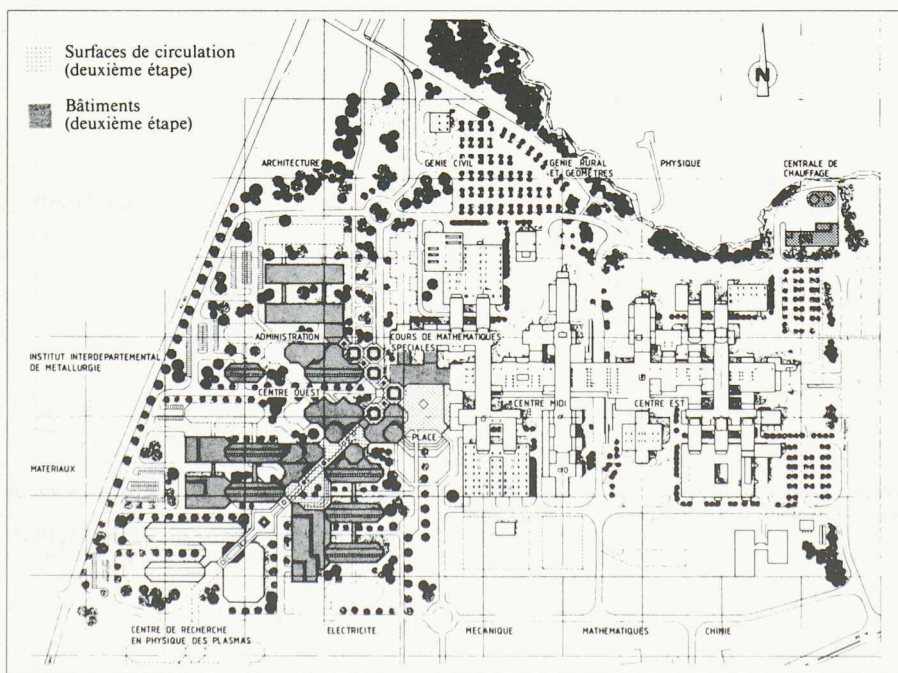 Surfaces de circulation
(deuxième étape)
Bâtiments
(deuxième étape)
N
ARCHITECTURE
GENIE CIVIL
GENIE RURAL
ET GEOMETRES
PHYSIQUE
CENTRALE DE
CHAUFFAGE
ADMINISTRATION
COURS DE MATHEMATIQUES
SPECIALES
INSTITUT INTERDEPARTEMENTAL
DE METALLURGIE
CENTRE OUEST
CENTRE MIDI
CENTRE EST
PLACE
MATERIAUX
CENTRE DE RECHERCHE
EN PHYSIQUE DES PLASMAS
ELECTRICITE
MECANIQUE
MATHEMATIQUES
CHIMIE